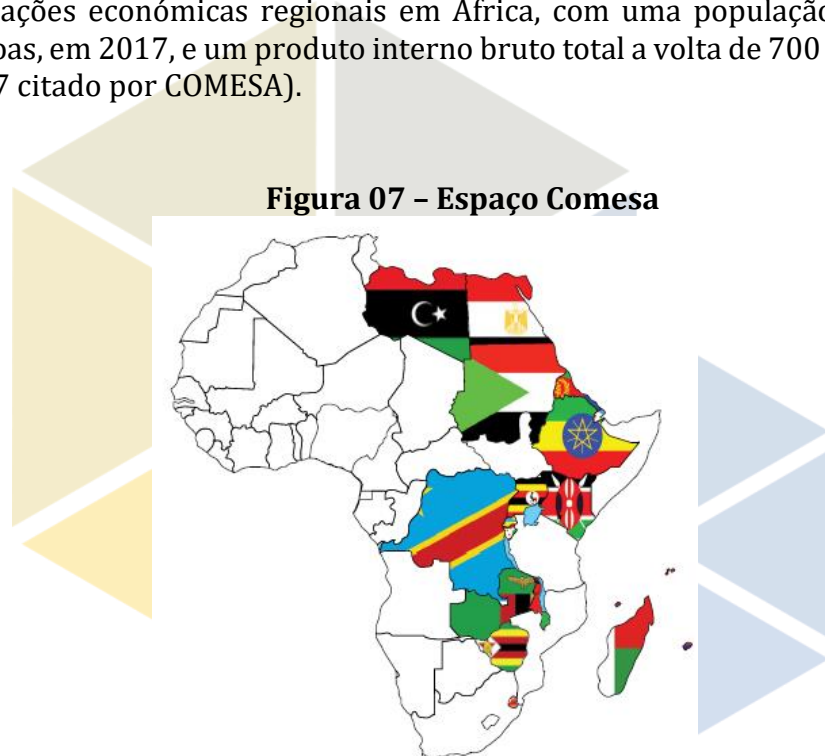 ações económicas regionais em África, com uma população
oas, em 2017, e um produto interno bruto total a volta de 700
7 citado por COMESA).
Figura 07 – Espaço Comesa